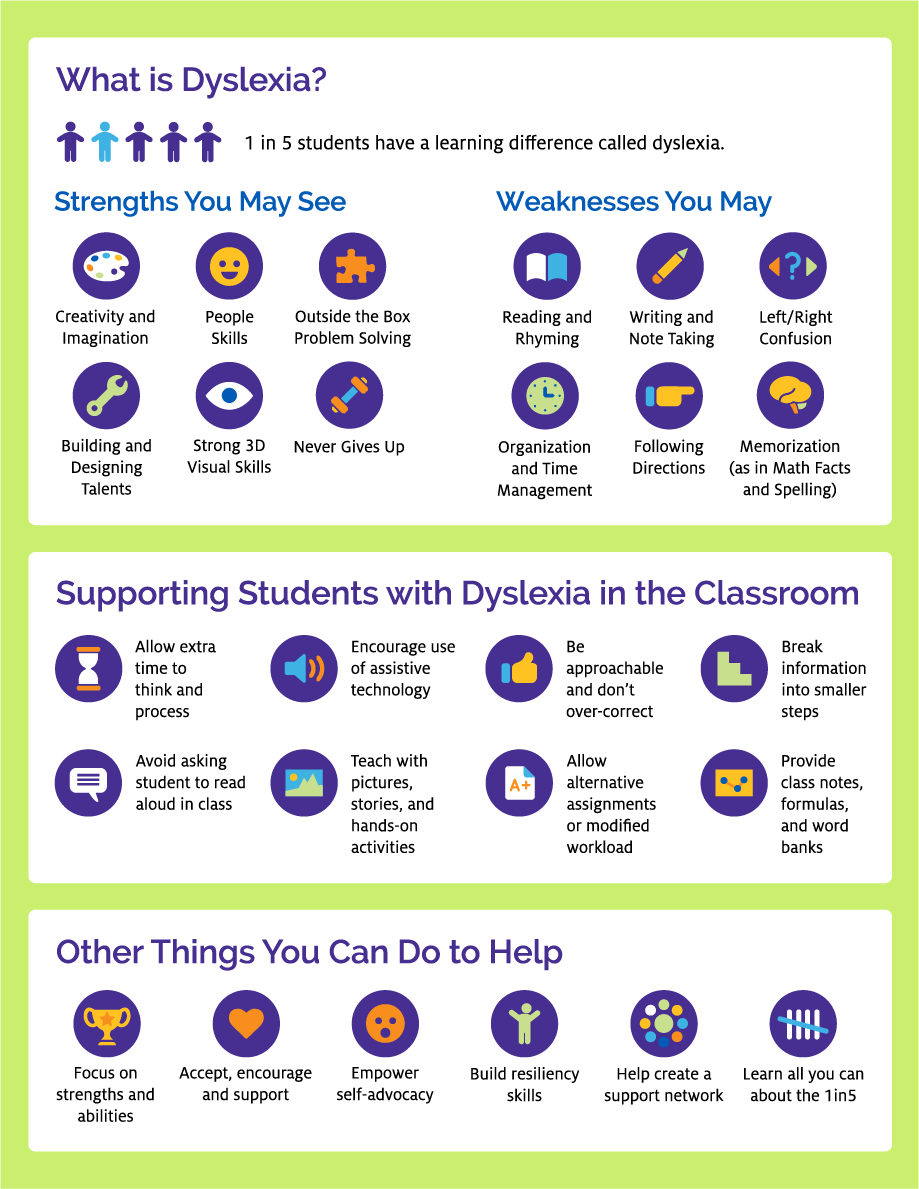 What is Dyslexia?
1 in 5 students have a learning difference called dyslexia.
Strengths You May See
Creativity and
Imagination
People
Skills
Outside the Box
Problem Solving
Building and
Designing
Talents
Strong 3D
Visual Skills
Never Gives Up
Weaknesses You May
Reading and
Rhyming
Writing and
Note Taking
?
Left/Right
Confusion
Organization
and Time
Management
Following
Directions
Memorization
(as in Math Facts
and Spelling)
Supporting Students with Dyslexia in the Classroom
Allow extra
time to
think and
process
Encourage use
of assistive
technology
Be
approachable
and don’t
over-correct
Break
information
into smaller
steps
Avoid asking
student to read
aloud in class
Teach with
pictures,
stories, and
hands-on
activities
A+
Allow
alternative
assignments
or modified
workload
Provide
class notes,
formulas,
and word
banks
Other Things You Can Do to Help
Focus on
strengths and
abilities
Accept, encourage
and support
Empower
self-advocacy
Build resiliency
skills
Help create a
support network
Learn all you can
about the 1in5